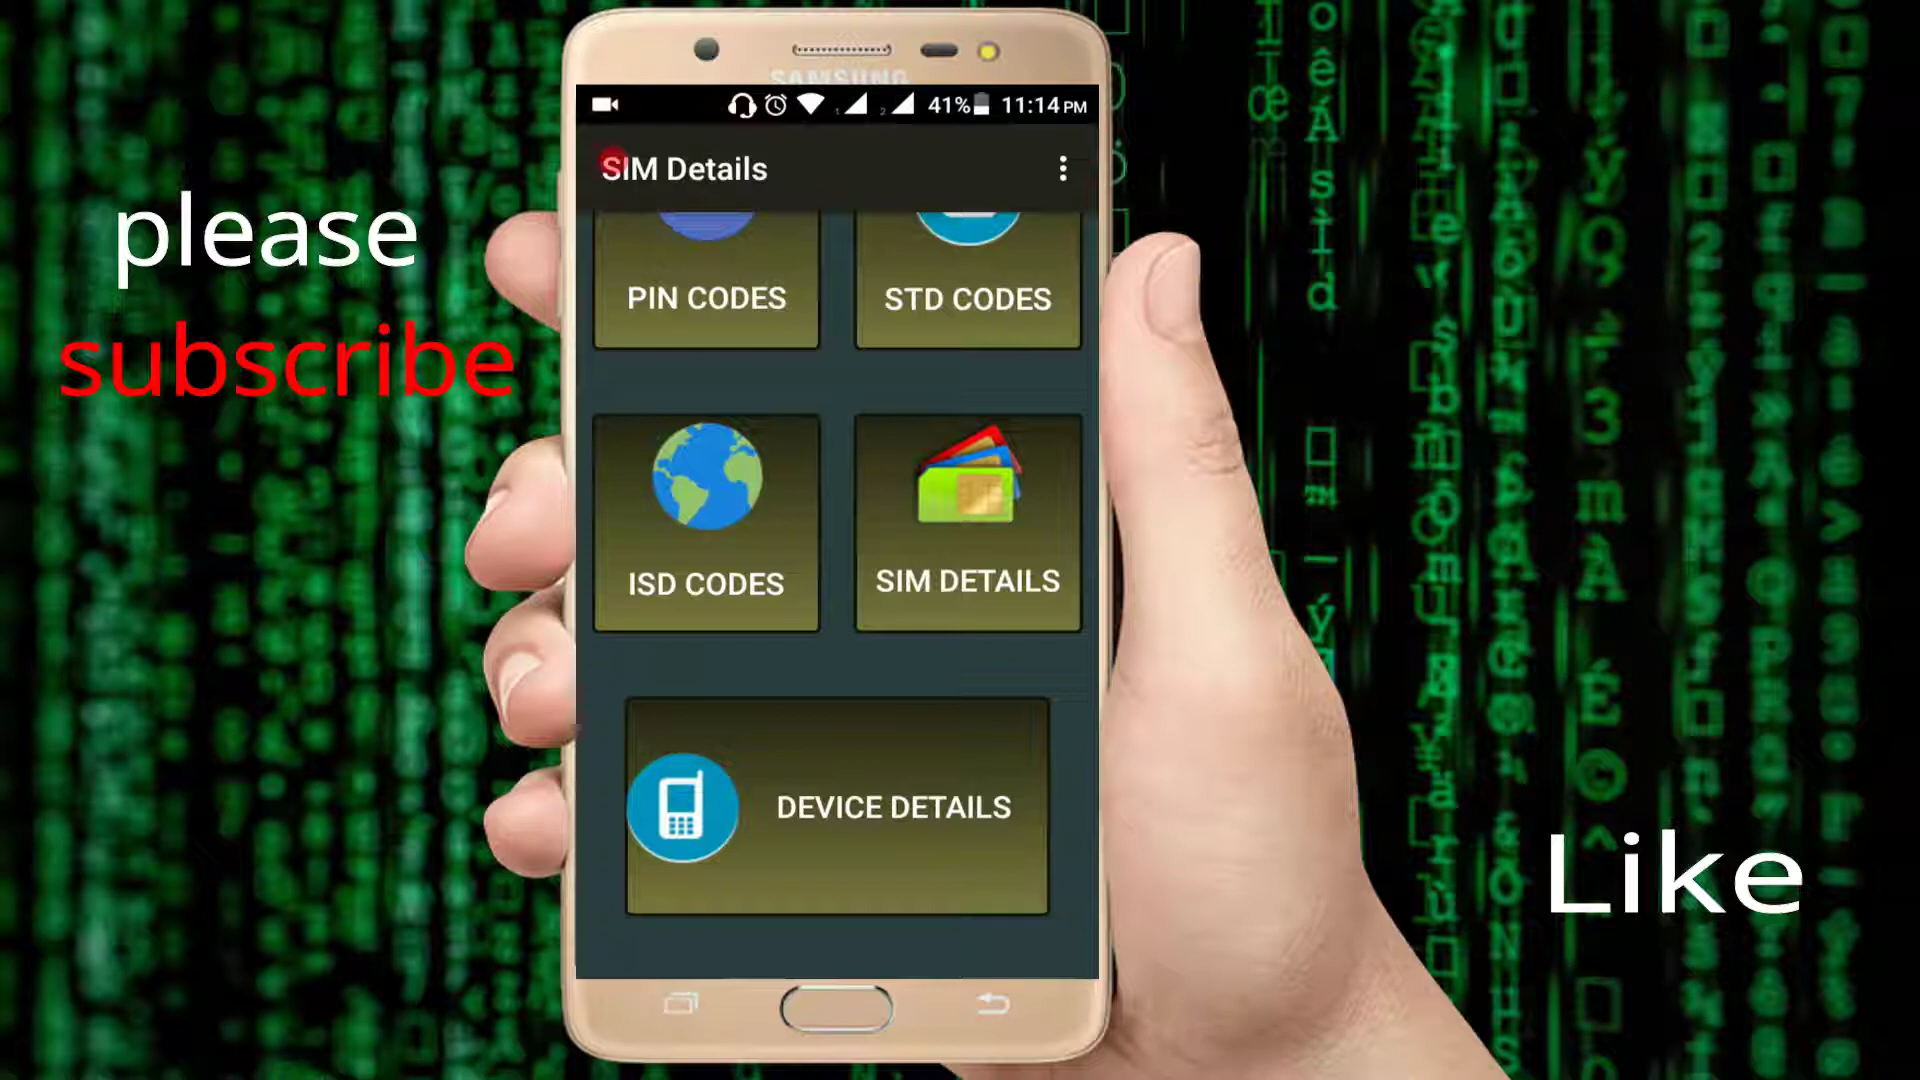 SAMSUNG
41% 11:14 PM
SIM Details
please
subscribe
PIN CODES
STD CODES
ISD CODES
SIM DETAILS
DEVICE DETAILS
Like